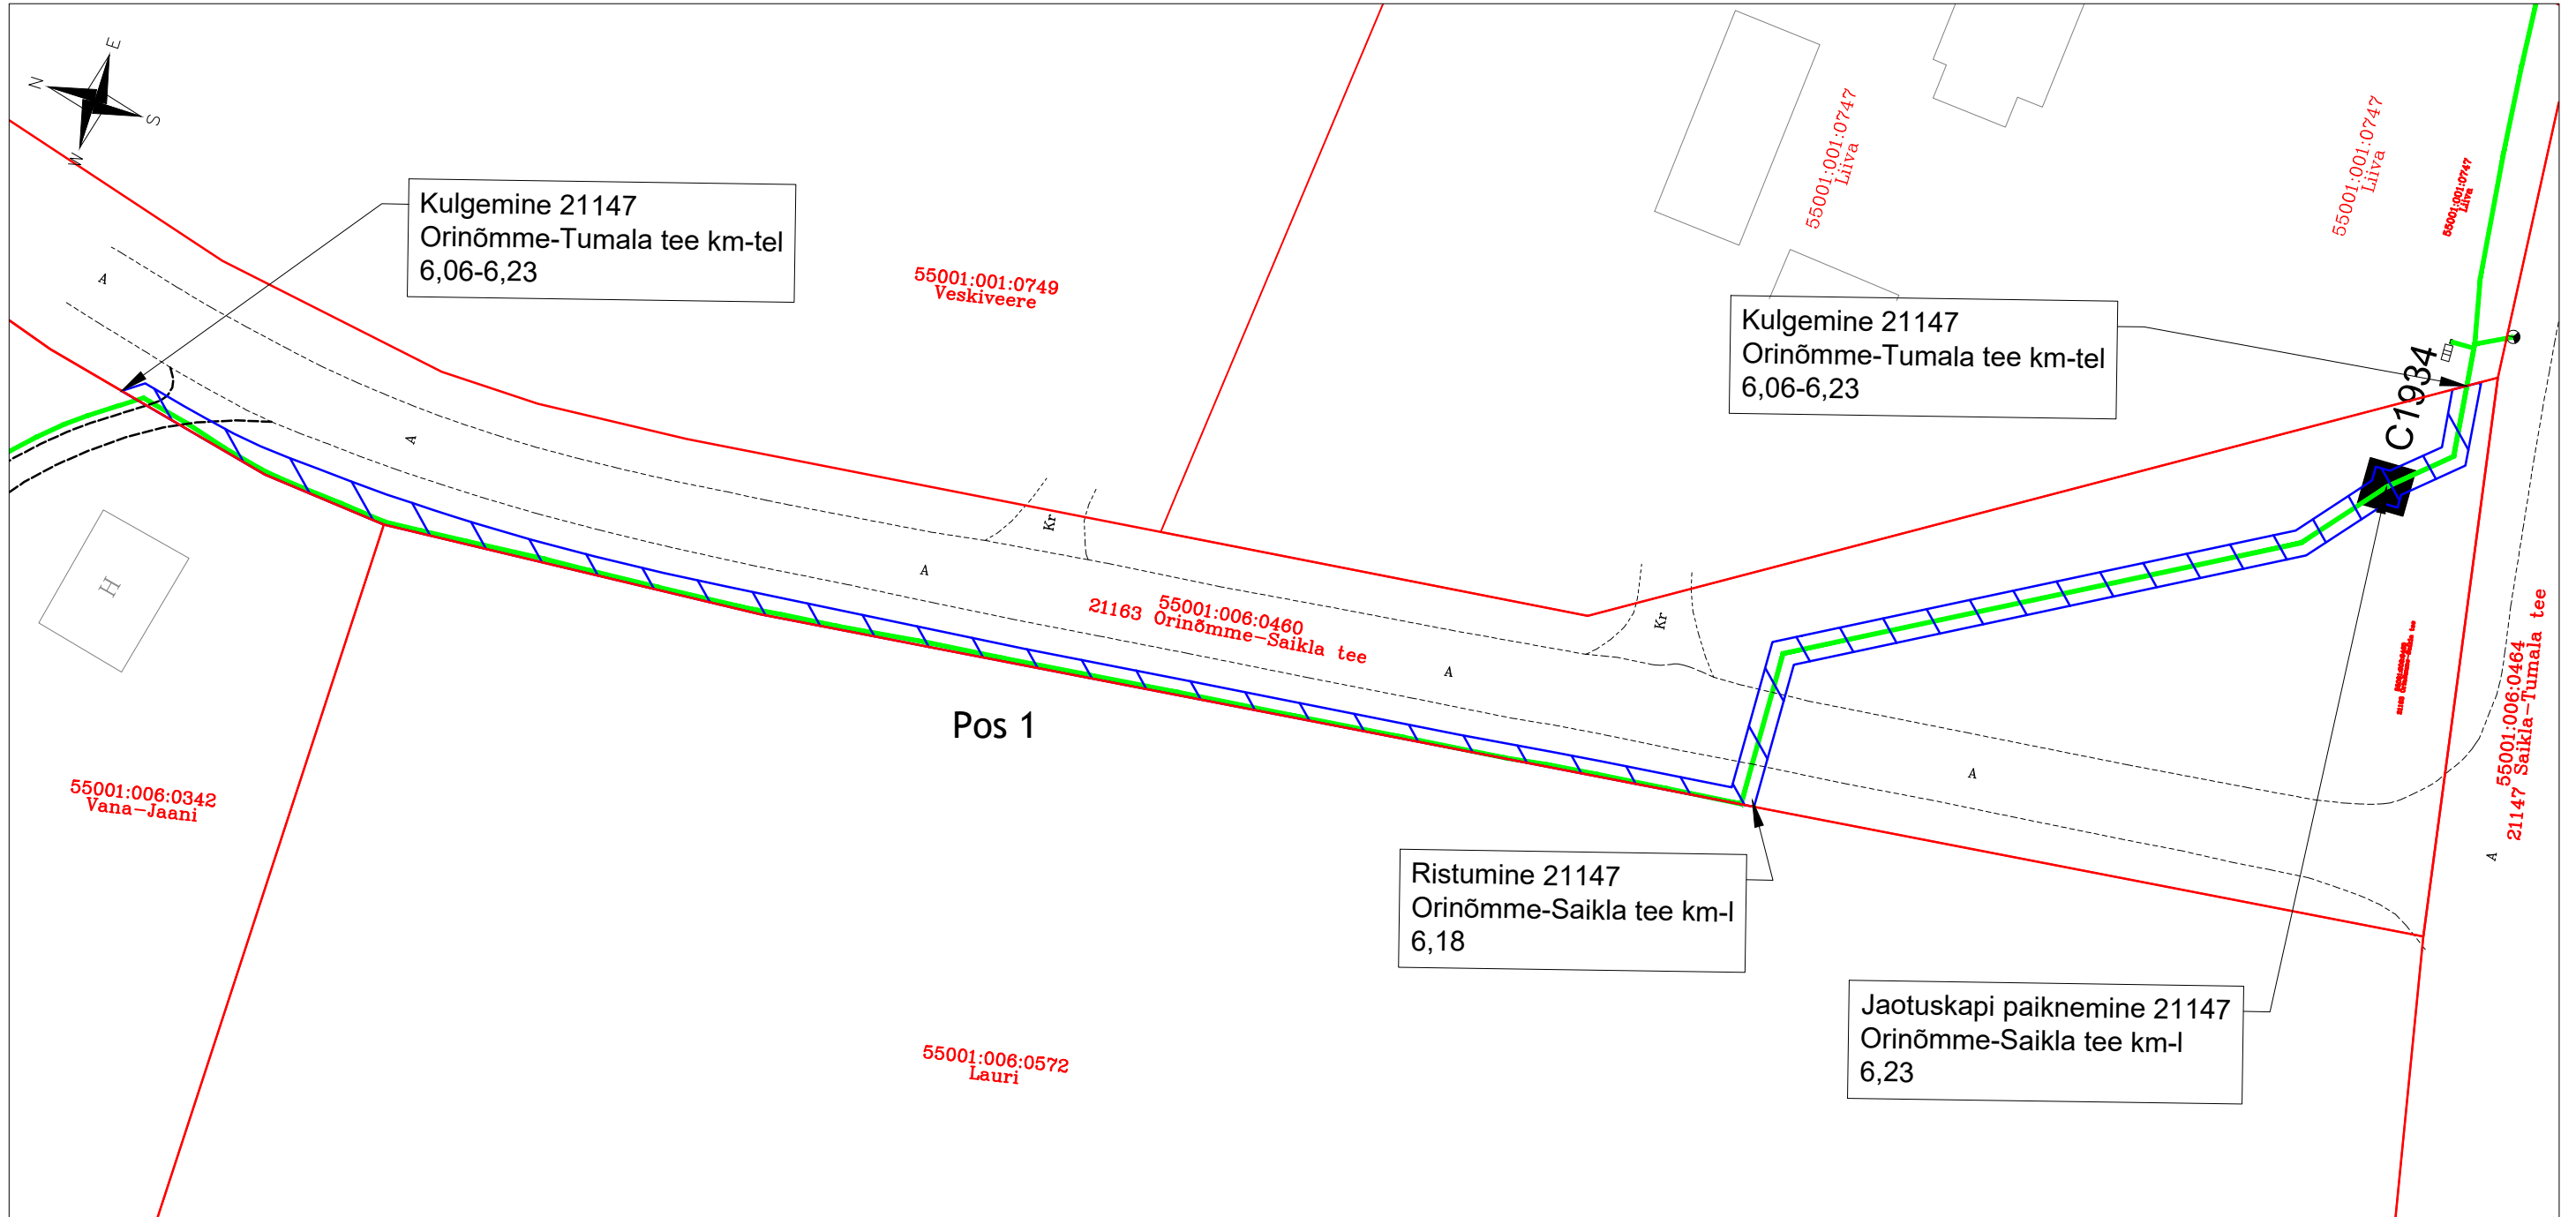 E
N
S
W
A
Kulgemine 21147
Orinõmme-Tumala tee km-tel
6,06-6,23
55001:001:0749
Veskiveere
55001:001:0747
Liiva
55001:001:0747
Liiva
55001:001:0747
Liiva
Kulgemine 21147
Orinõmme-Tumala tee km-tel
6,06-6,23
C1934
A
Kr
A
55001:006:0460
21163 Orinõmme-Saikla tee
Kr
A
H
Pos 1
A
55001:006:0464
21147 Saikla-Tumala tee
A
55001:006:0342
Vana-Jaani
Ristumine 21147
Orinõmme-Saikla tee km-l
6,18
Jaotuskapi paiknemine 21147
Orinõmme-Saikla tee km-l
6,23
55001:006:0572
Lauri